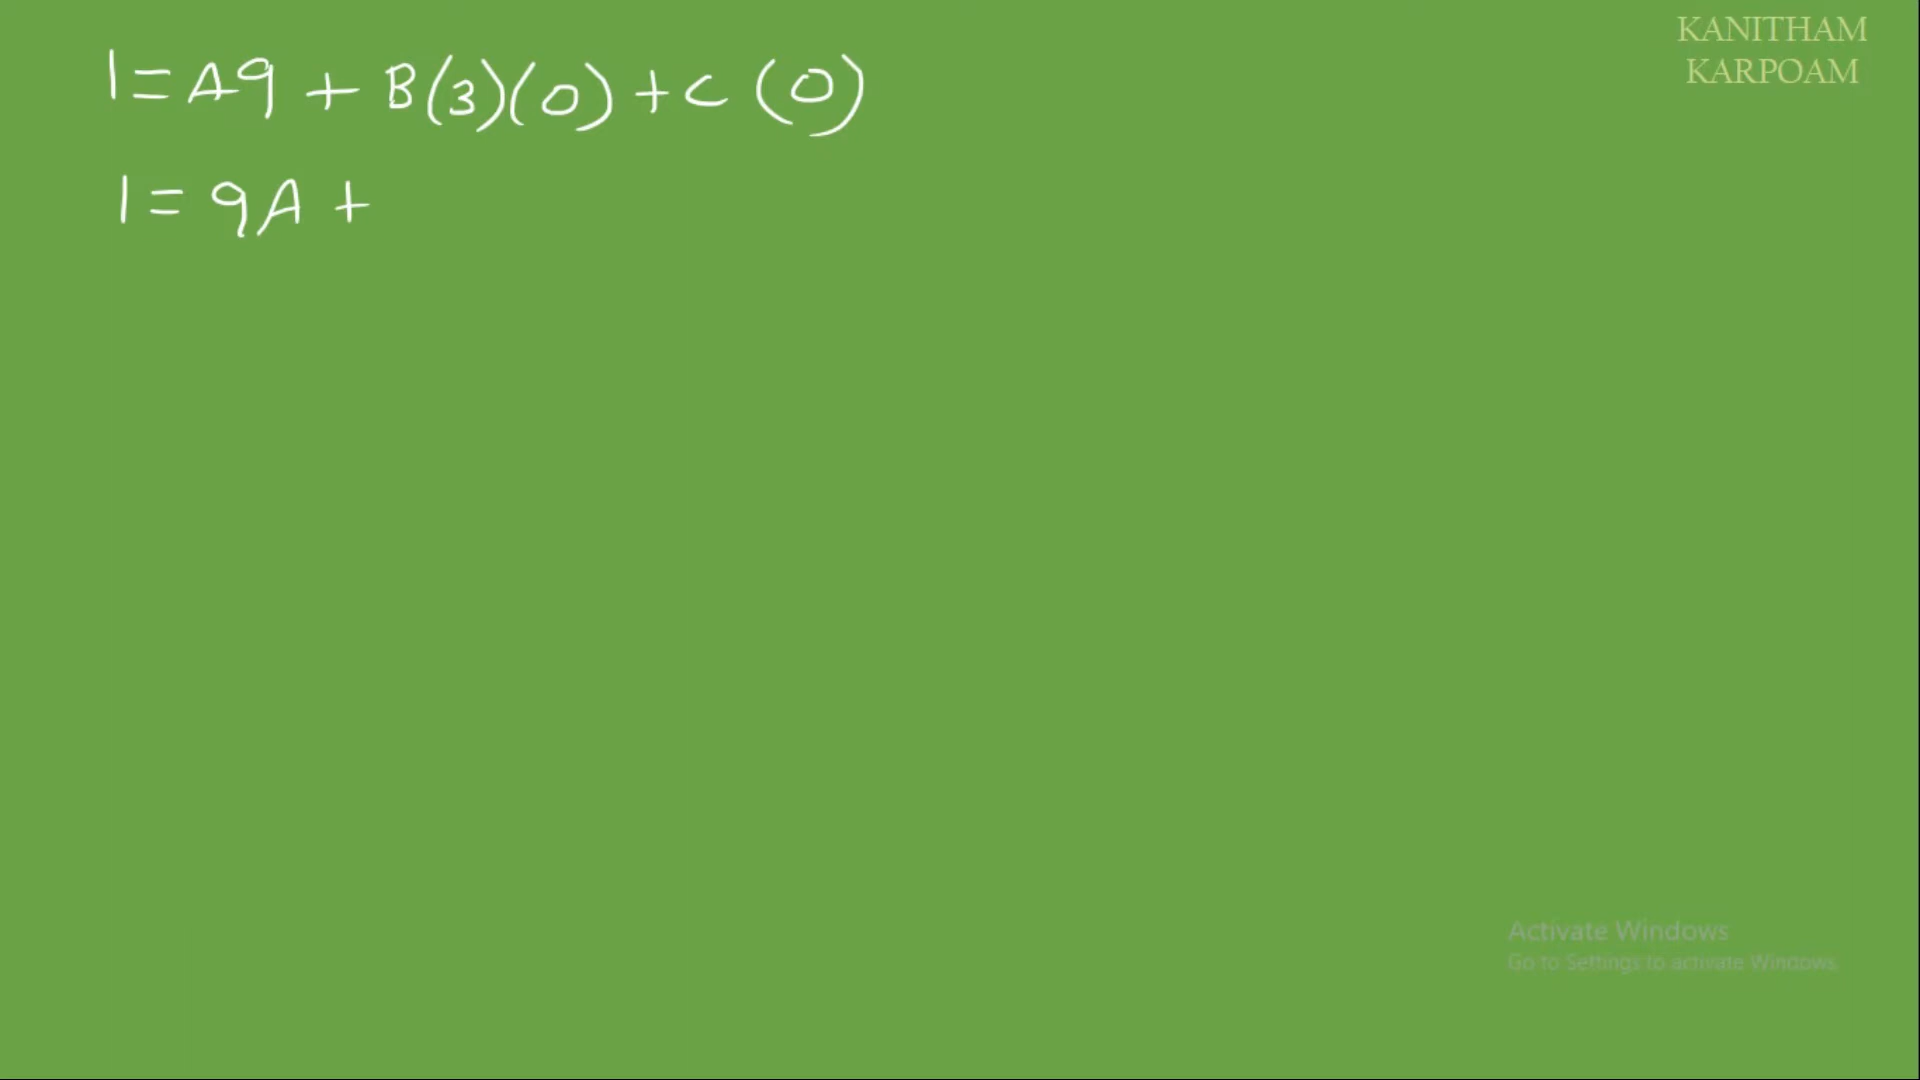 KANITHAM
KARPOAM
1 = A9 + B(3)(0) + C (0)
1 = 9A +
Activate Windows
Go to Settings to activate Windows